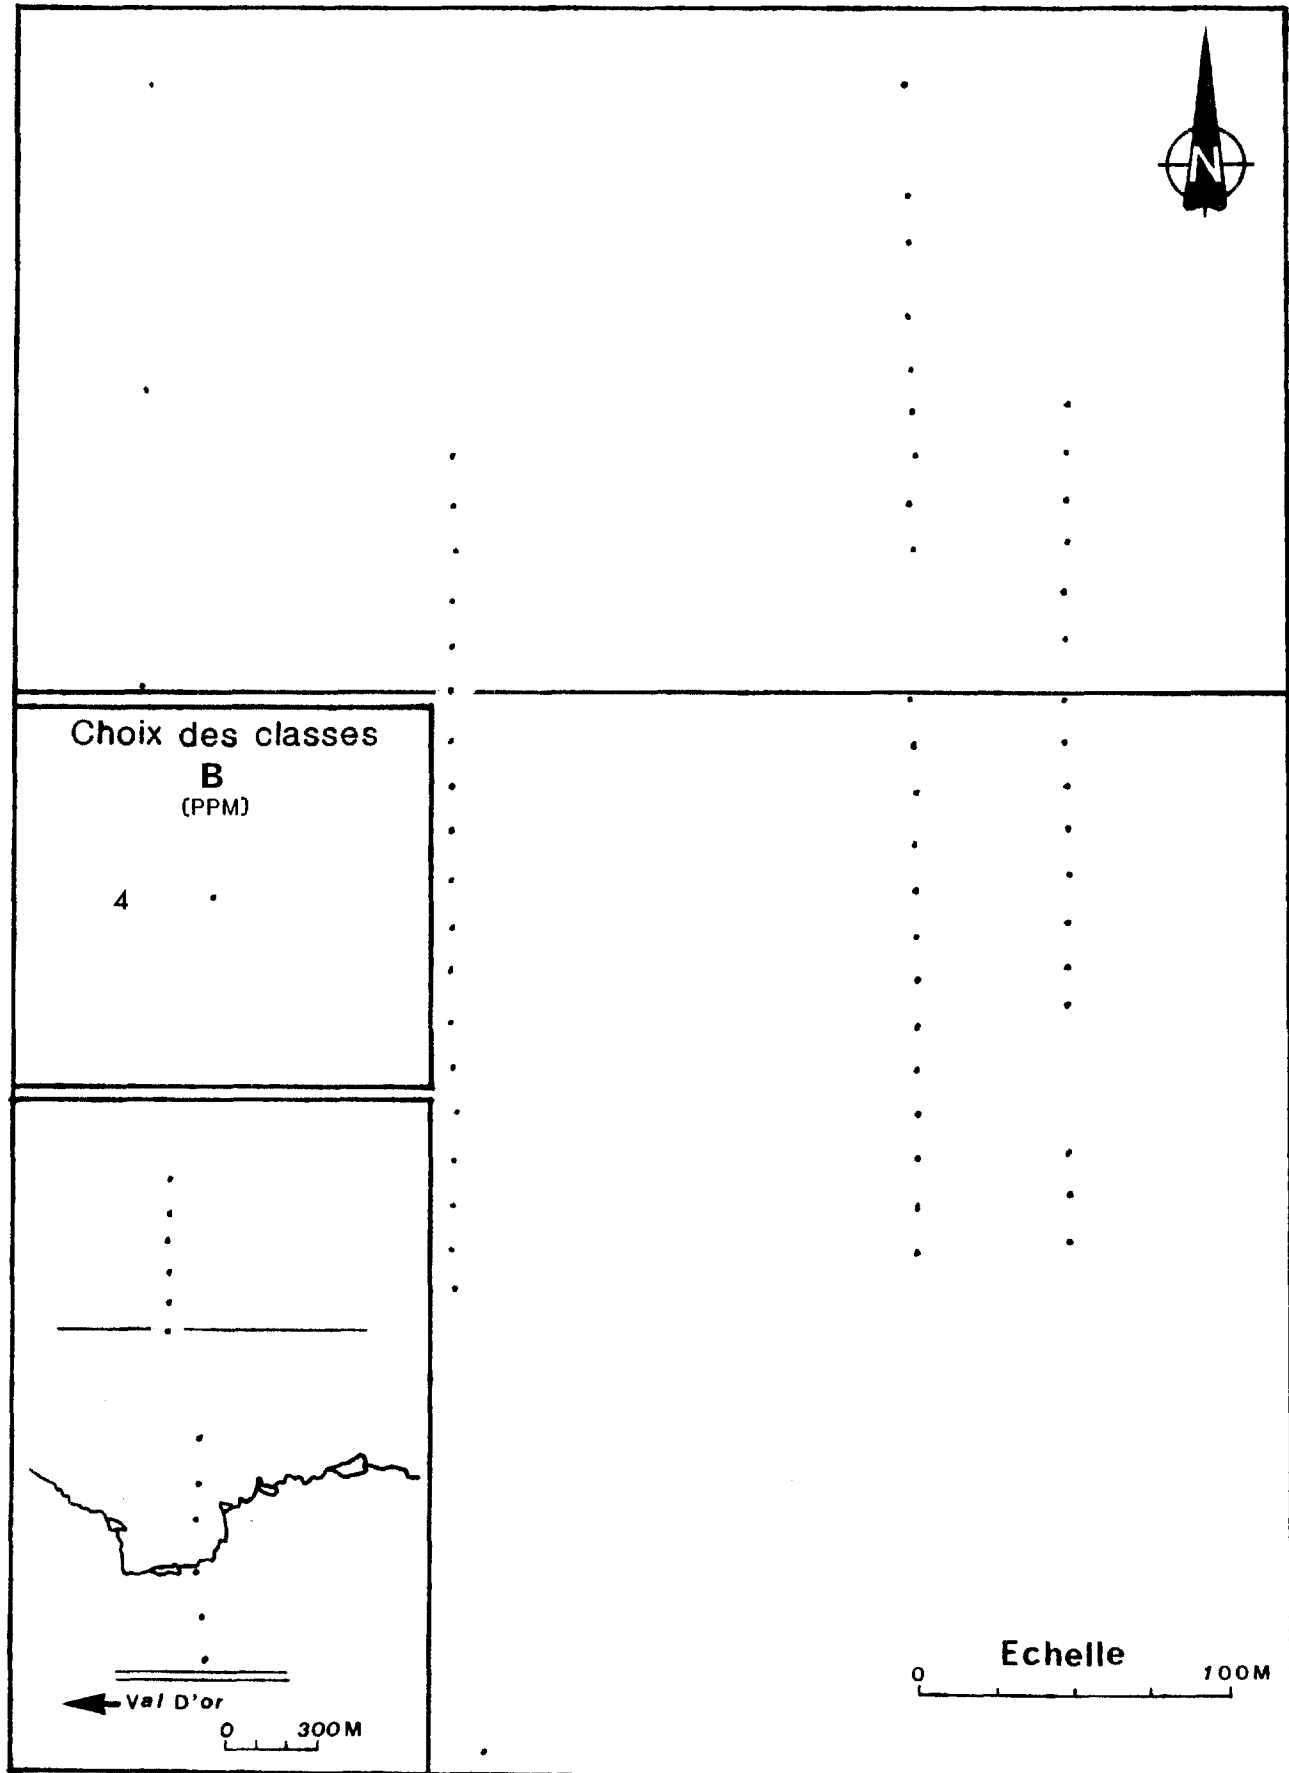 N
Choix des classes
B
(PPM)
4
Echelle
0 100M
Val D'or
0 300M